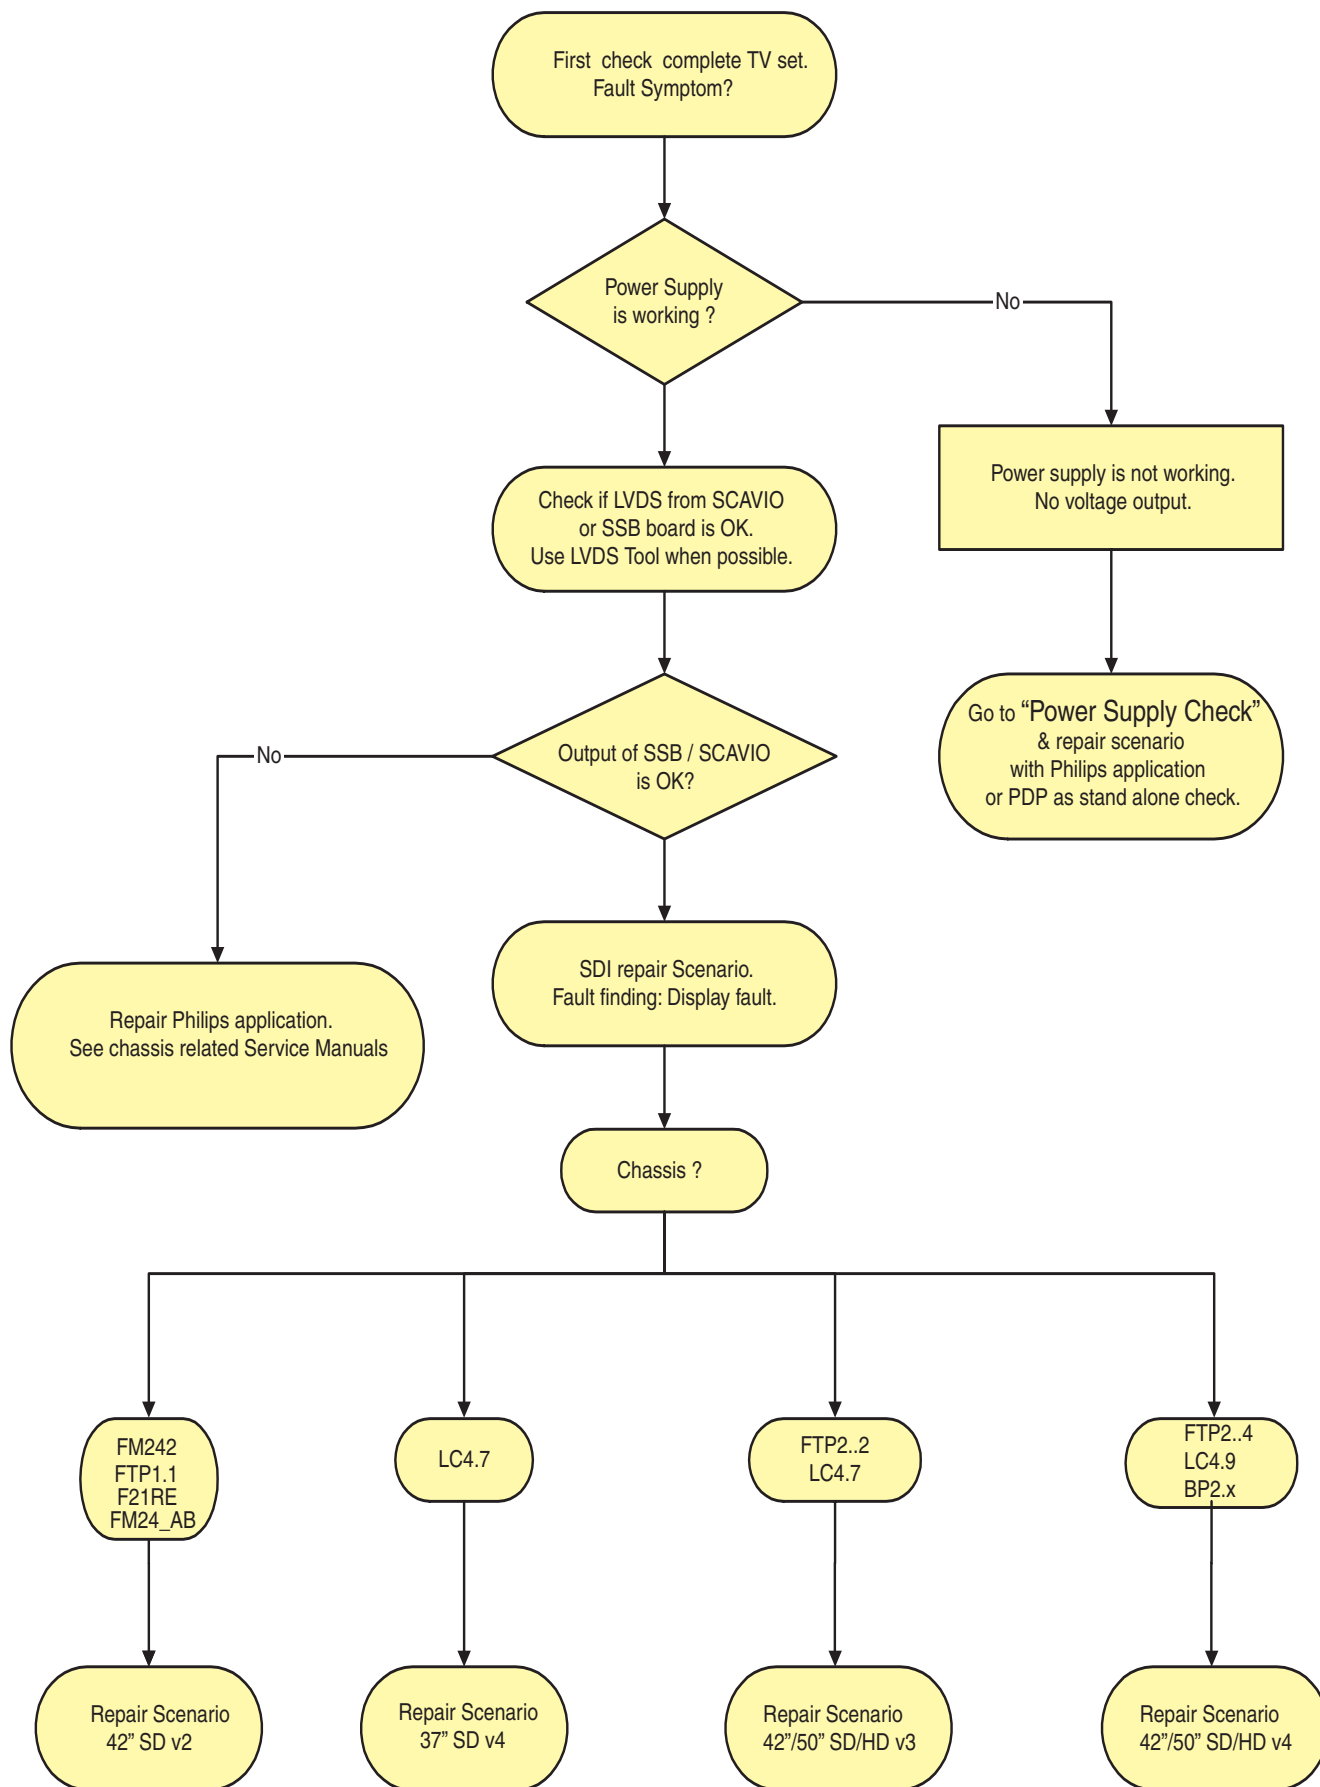 First check complete TV set.
Fault Symptom?
Power Supply
is working ?
No
Power supply is not working.
No voltage output.
Check if LVDS from SCAVIO
or SSB board is OK.
Use LVDS Tool when possible.
Go to “Power Supply Check”
& repair scenario
with Philips application
or PDP as stand alone check.
Output of SSB / SCAVIO
is OK?
No
SDI repair Scenario.
Fault finding: Display fault.
Repair Philips application.
See chassis related Service Manuals
Chassis ?
FM242
FTP1.1
F21RE
FM24_AB
LC4.7
FTP2..2
LC4.7
FTP2..4
LC4.9
BP2.x
Repair Scenario
42” SD v2
Repair Scenario
37” SD v4
Repair Scenario
42”/50” SD/HD v3
Repair Scenario
42”/50” SD/HD v4